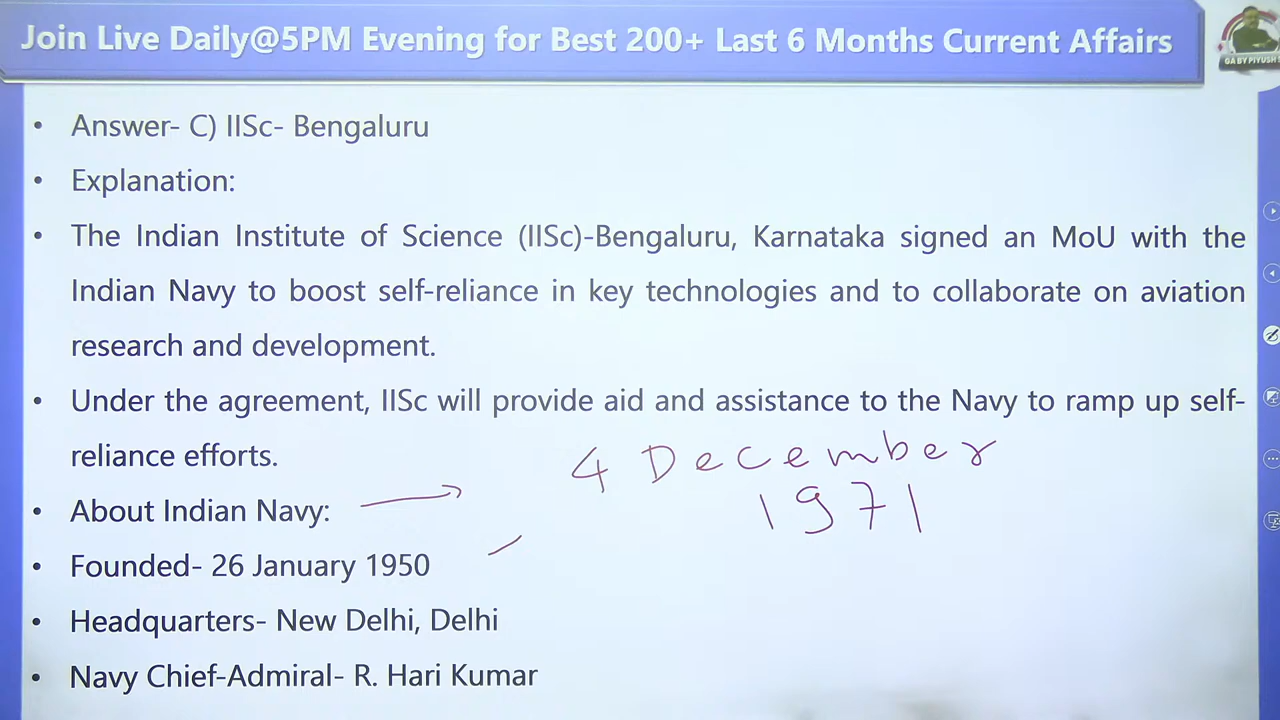 Join Live Daily@5PM Evening for Best 200+ Last 6 Months Current Affairs
GA BY PIYUSH
• Answer- C) IISc- Bengaluru
• Explanation:
• The Indian Institute of Science (IISc)-Bengaluru, Karnataka signed an MoU with the
Indian Navy to boost self-reliance in key technologies and to collaborate on aviation
research and development.
• Under the agreement, IISc will provide aid and assistance to the Navy to ramp up self-
reliance efforts.
4 December
1971
• About Indian Navy:
• Founded- 26 January 1950
• Headquarters- New Delhi, Delhi
• Navy Chief-Admiral- R. Hari Kumar